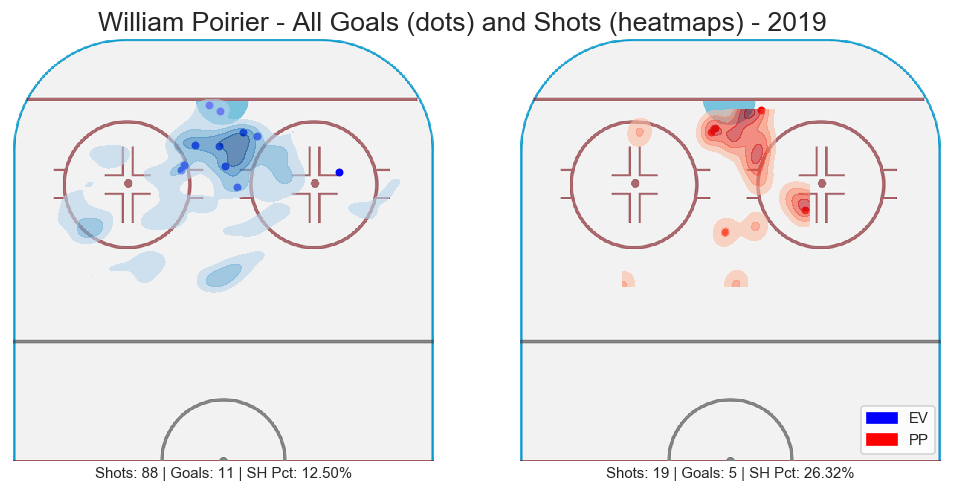 William Poirier - All Goals (dots) and Shots (heatmaps) - 2019
EV
PP
Shots: 88 | Goals: 11 | SH Pct: 12.50%
Shots: 19 | Goals: 5 | SH Pct: 26.32%